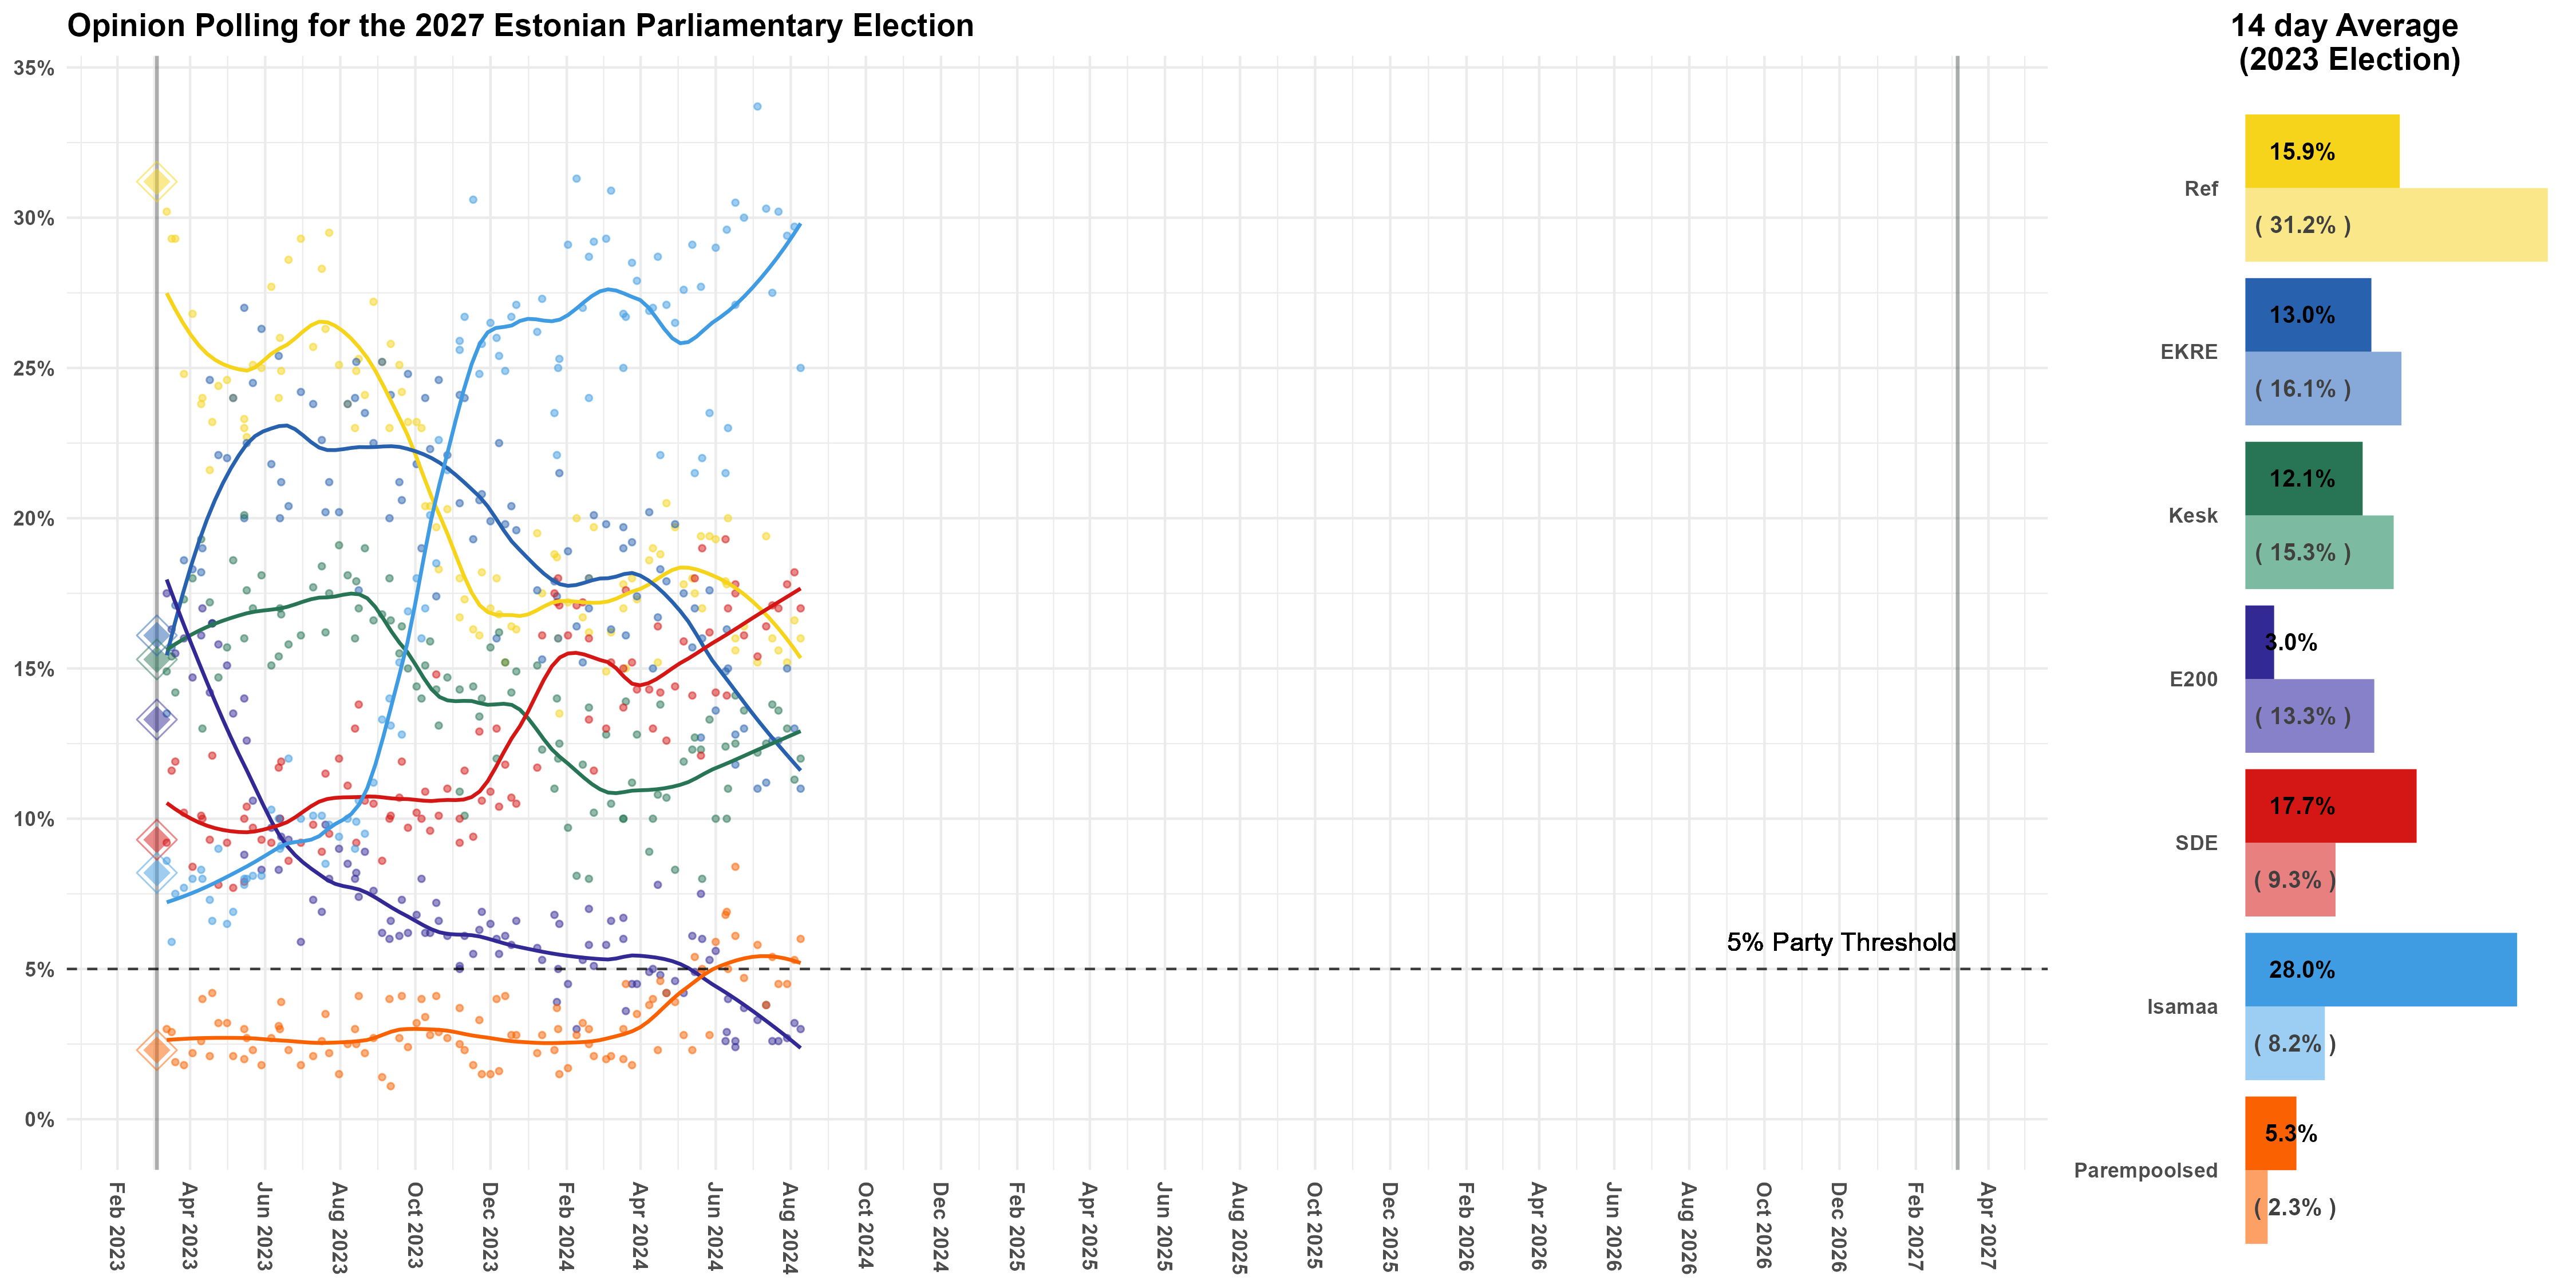 Opinion Polling for the 2027 Estonian Parliamentary Election
35%
30%
25%
20%
15%
10%
5%
0%
5% Party Threshold
Feb 2023
Apr 2023
Jun 2023
Aug 2023
Oct 2023
Dec 2023
Feb 2024
Apr 2024
Jun 2024
Aug 2024
Oct 2024
Dec 2024
Feb 2025
Apr 2025
Jun 2025
Aug 2025
Oct 2025
Dec 2025
Feb 2026
Apr 2026
Jun 2026
Aug 2026
Oct 2026
Dec 2026
Feb 2027
Apr 2027
14 day Average
(2023 Election)
Ref
15.9%
( 31.2% )
EKRE
13.0%
( 16.1% )
Kesk
12.1%
( 15.3% )
E200
3.0%
( 13.3% )
SDE
17.7%
( 9.3% )
Isamaa
28.0%
( 8.2% )
Parempoolsed
5.3%
( 2.3% )